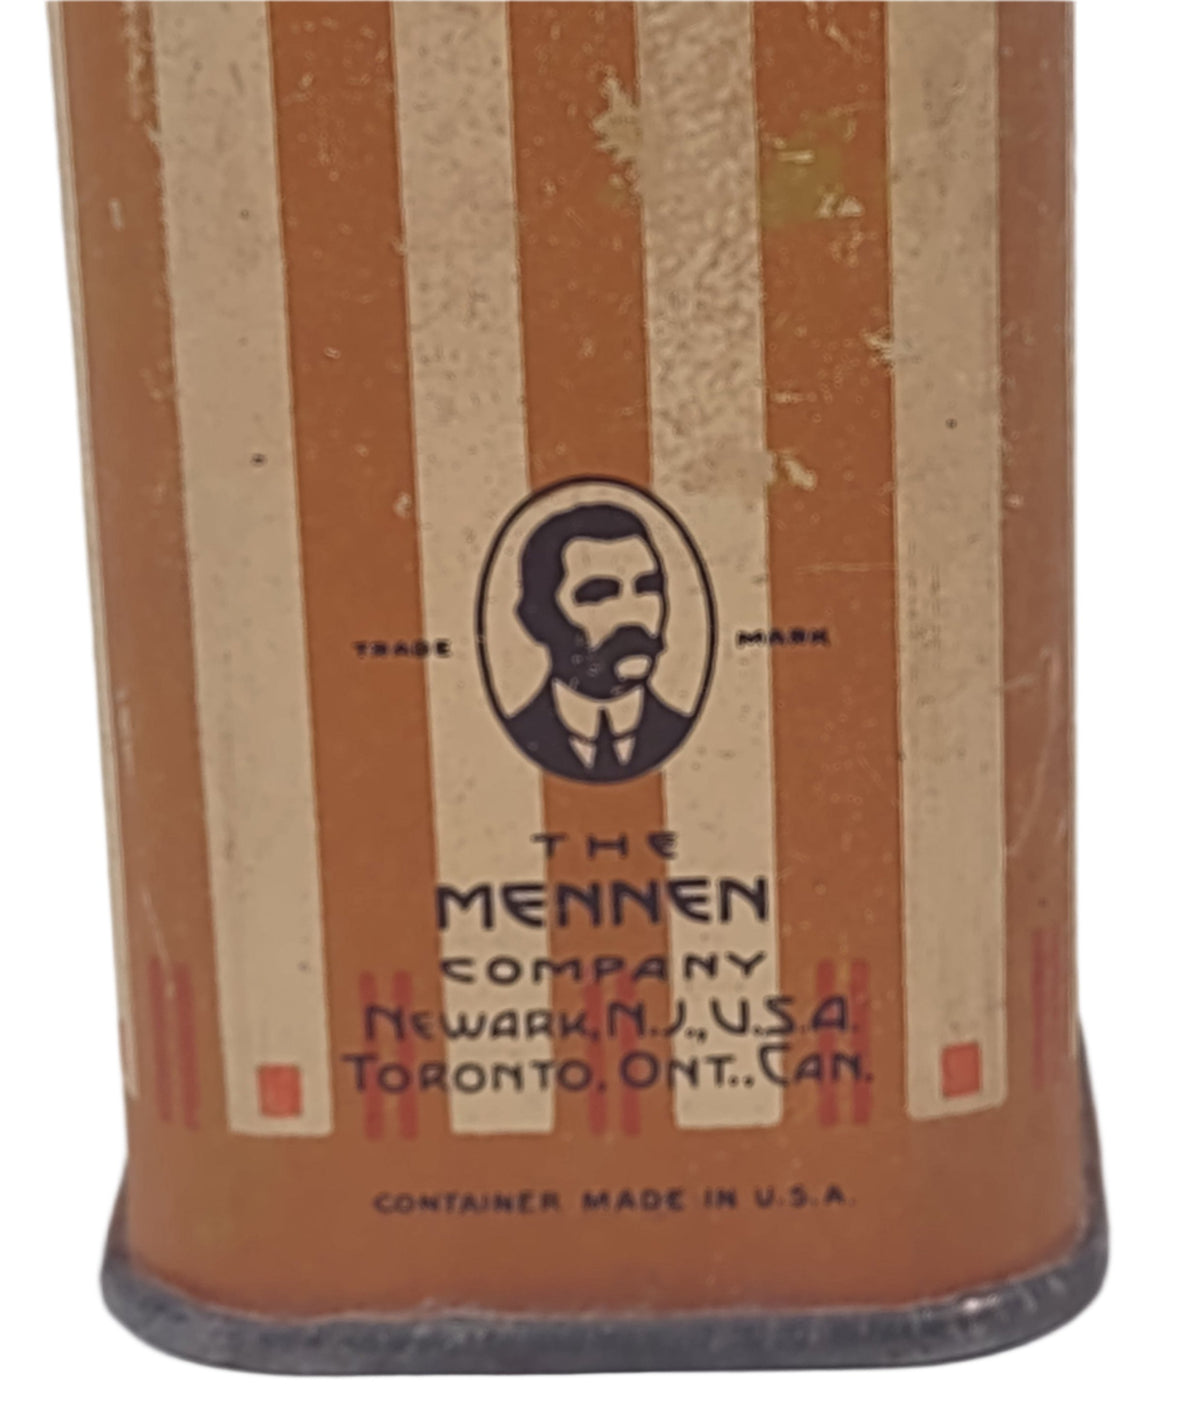 TRADE MARK
THE
MENNEN
COMPANY
NEWARK, N.J., U.S.A.
TORONTO, ONT., CAN.
CONTAINER MADE IN U.S.A.